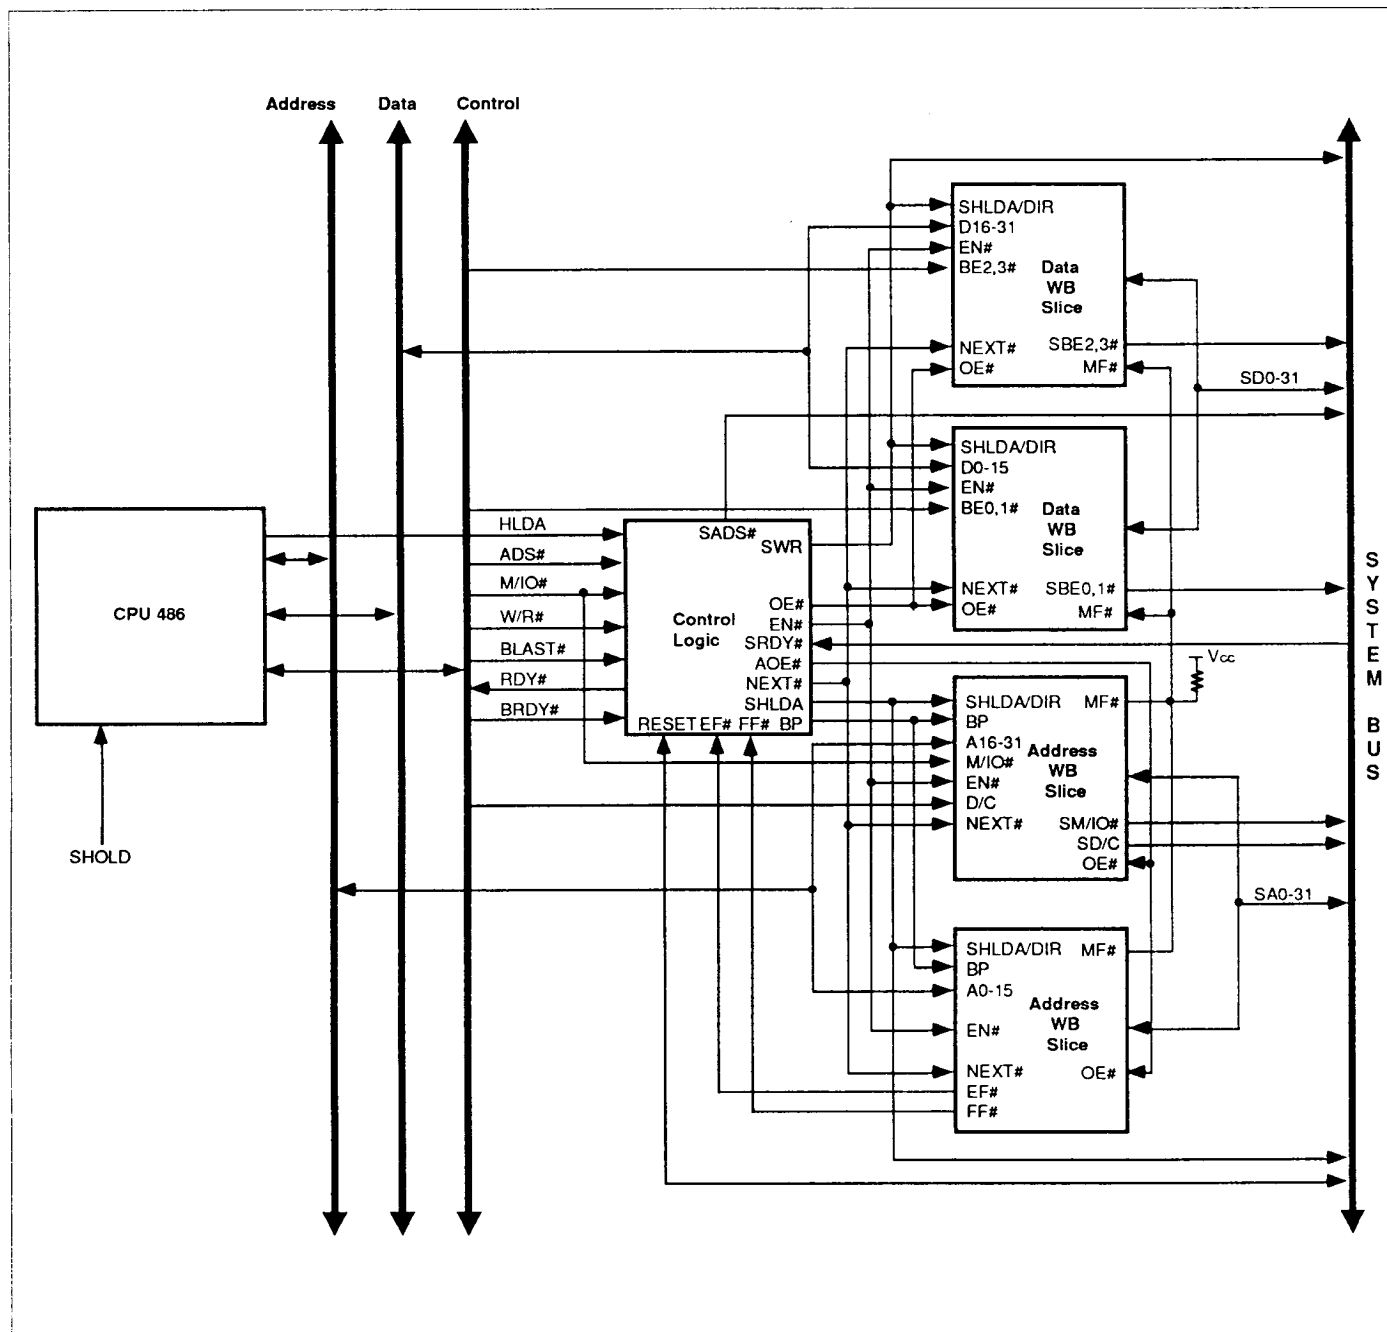 Address Data Control
SHLDA/DIR
D16-31
EN#
BE2,3#
Data
WB
Slice
NEXT#
SBE2,3#
OE#
MF#
SD0-31
SHLDA/DIR
D0-15
EN#
BE0,1#
Data
WB
Slice
NEXT#
SBE0,1#
OE#
MF#
CPU 486
SHOLD
HLDA
ADS#
M/IO#
W/R#
BLAST#
RDY#
BRDY#
SADS#
SWR
OE#
Control
Logic
EN#
SRDY#
AOE#
NEXT#
SHLDA
RESET EF# FF# BP
Vcc
SHLDA/DIR
MF#
BP
A16-31
M/IO#
EN#
D/C
NEXT#
Address
WB
Slice
SM/IO#
SD/C
OE#
SA0-31
SHLDA/DIR
MF#
BP
A0-15
Address
WB
Slice
EN#
NEXT#
OE#
EF#
FF#
SYSTEM BUS